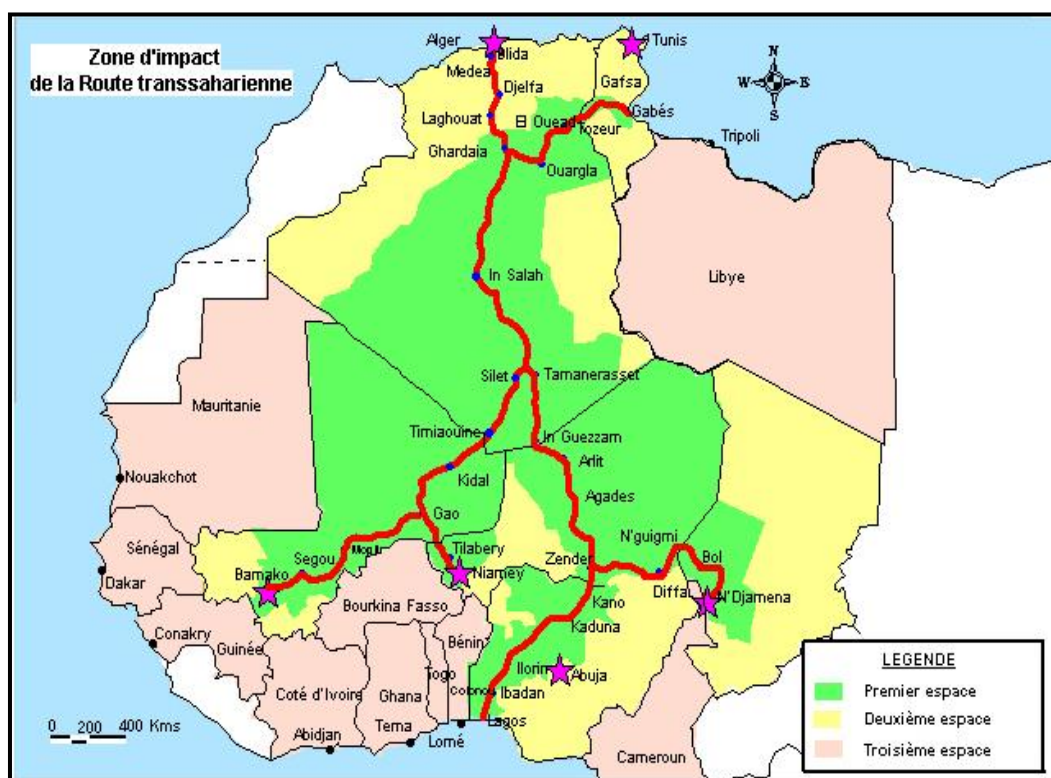 Zone d'impact
de la Route transsaharienne
Alger
Tunis
Blida
Medea
Djelfa
Gafsa
Laghouat
Oued
Tozeur
Gabés
Tripoli
Ghardaia
Ouargla
N
W
E
S
In Salah
Libye
Silet
Tamanerasset
Mauritanie
Timiaouine
In Guezzam
Arlit
Kidal
Nouakchot
Agades
Gao
N'guigmi
Sénégal
Segou
Tilabery
Zender
Bol
Bamako
Niamey
Dakar
Diffa
N'Djamena
Bourkina Fasso
Kano
Kaduna
Conakry
Guinée
Bénin
Ilorin
Abuja
Togo
Cotonou
Ibadan
Coté d'Ivoire
Ghana
Lagos
Tema
Lomé
Abidjan
Cameroun
0 200 400 Kms
LEGENDE
Premier espace
Deuxième espace
Troisième espace